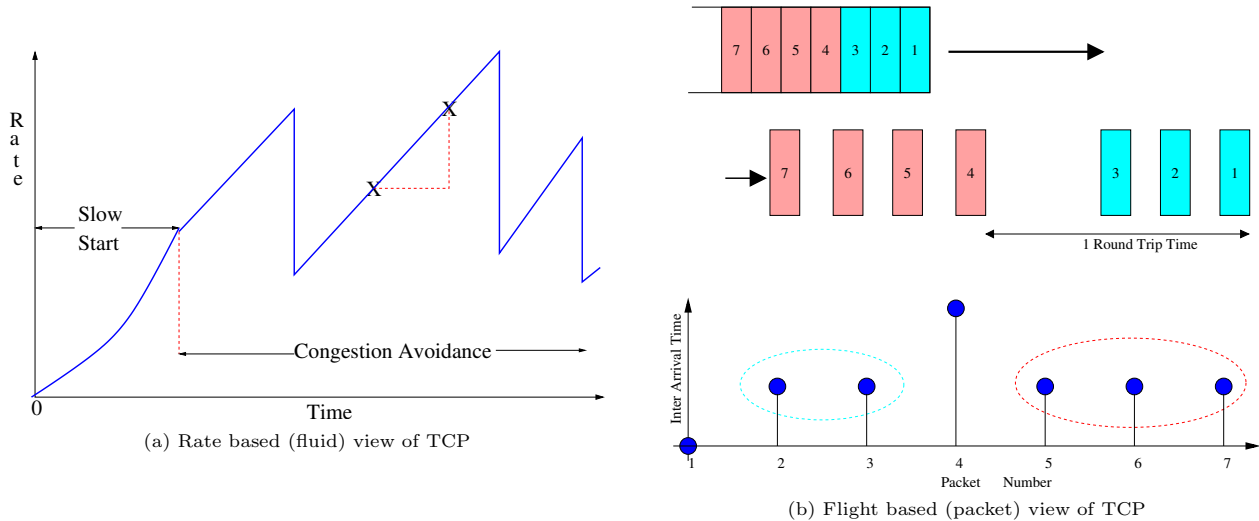 Rate
Slow
Start
Congestion Avoidance
0
Time
X
X
(a) Rate based (fluid) view of TCP
7 6 5 4 3 2 1
7 6 5 4 3 2 1
1 Round Trip Time
Inter Arrival Time
1 2 3 4 5 6 7
Packet Number
(b) Flight based (packet) view of TCP